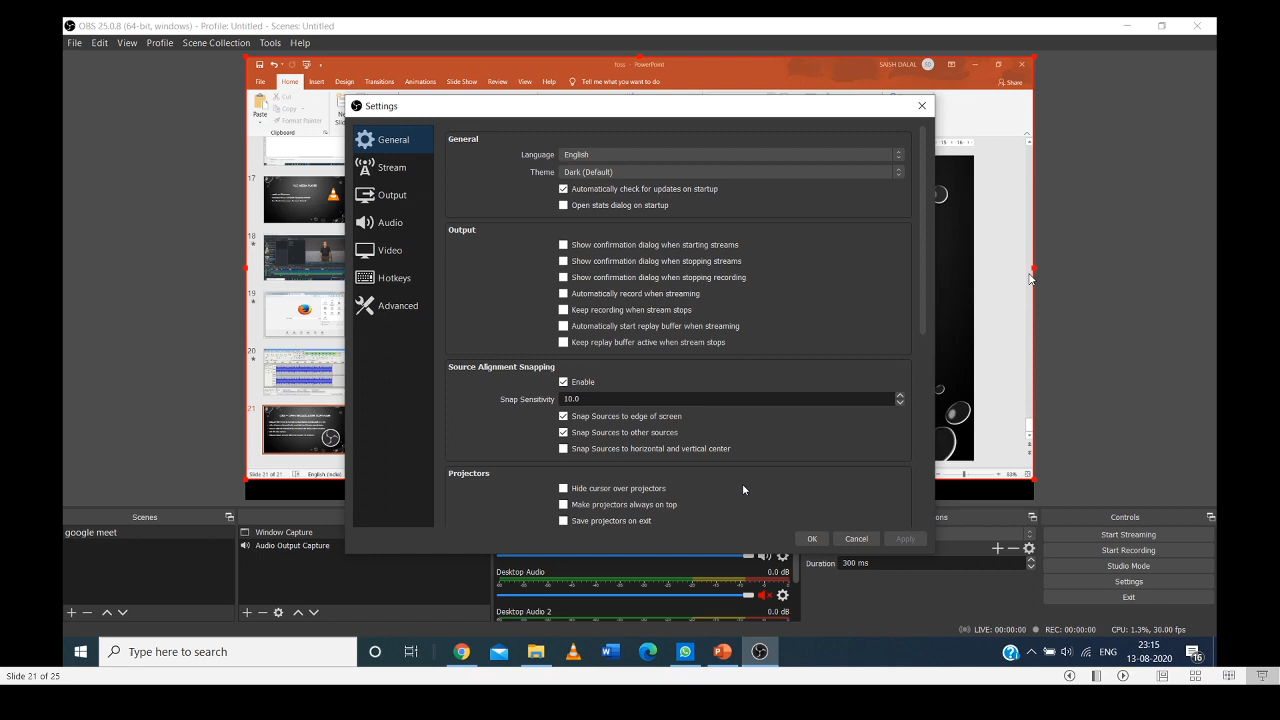 OBS 25.0.8 (64-bit, windows) - Profile: Untitled - Scenes: Untitled
File Edit View Profile Scene Collection Tools Help
foss - PowerPoint
SAISH DALAL SD
File Home Insert Design Transitions Animations Slide Show Review View Help Tell me what you want to do
Share
Paste
Cut
Copy
Format Painter
Clipboard
Settings
General
Stream
Output
Audio
Video
Hotkeys
Advanced
General
Language English
Theme Dark (Default)
Automatically check for updates on startup
Open stats dialog on startup
Output
Show confirmation dialog when starting streams
Show confirmation dialog when stopping streams
Show confirmation dialog when stopping recording
Automatically record when streaming
Keep recording when stream stops
Automatically start replay buffer when streaming
Keep replay buffer active when stream stops
Source Alignment Snapping
Enable
Snap Sensitivity 10.0
Snap Sources to edge of screen
Snap Sources to other sources
Snap Sources to horizontal and vertical center
Projectors
Hide cursor over projectors
Make projectors always on top
Save projectors on exit
OK Cancel Apply
17
VLC MEDIA PLAYER
18
19
20
21
Slide 21 of 21 English (India)
83%
Scenes
google meet
Window Capture
Audio Output Capture
Desktop Audio 0.0 dB
Desktop Audio 2 0.0 dB
Duration 300 ms
Controls
Start Streaming
Start Recording
Studio Mode
Settings
Exit
LIVE: 00:00:00 REC: 00:00:00 CPU: 1.3%, 30.00 fps
Type here to search
ENG
23:15
13-08-2020
16
Slide 21 of 25